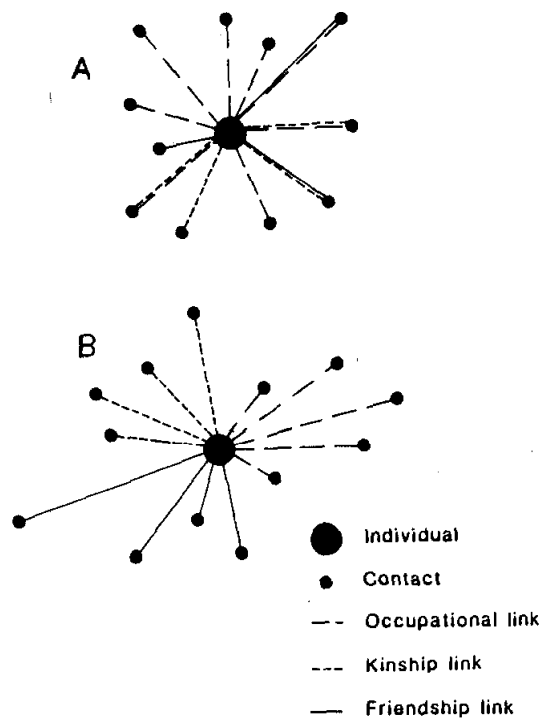 A
B
Individual
Contact
Occupational link
Kinship link
Friendship link